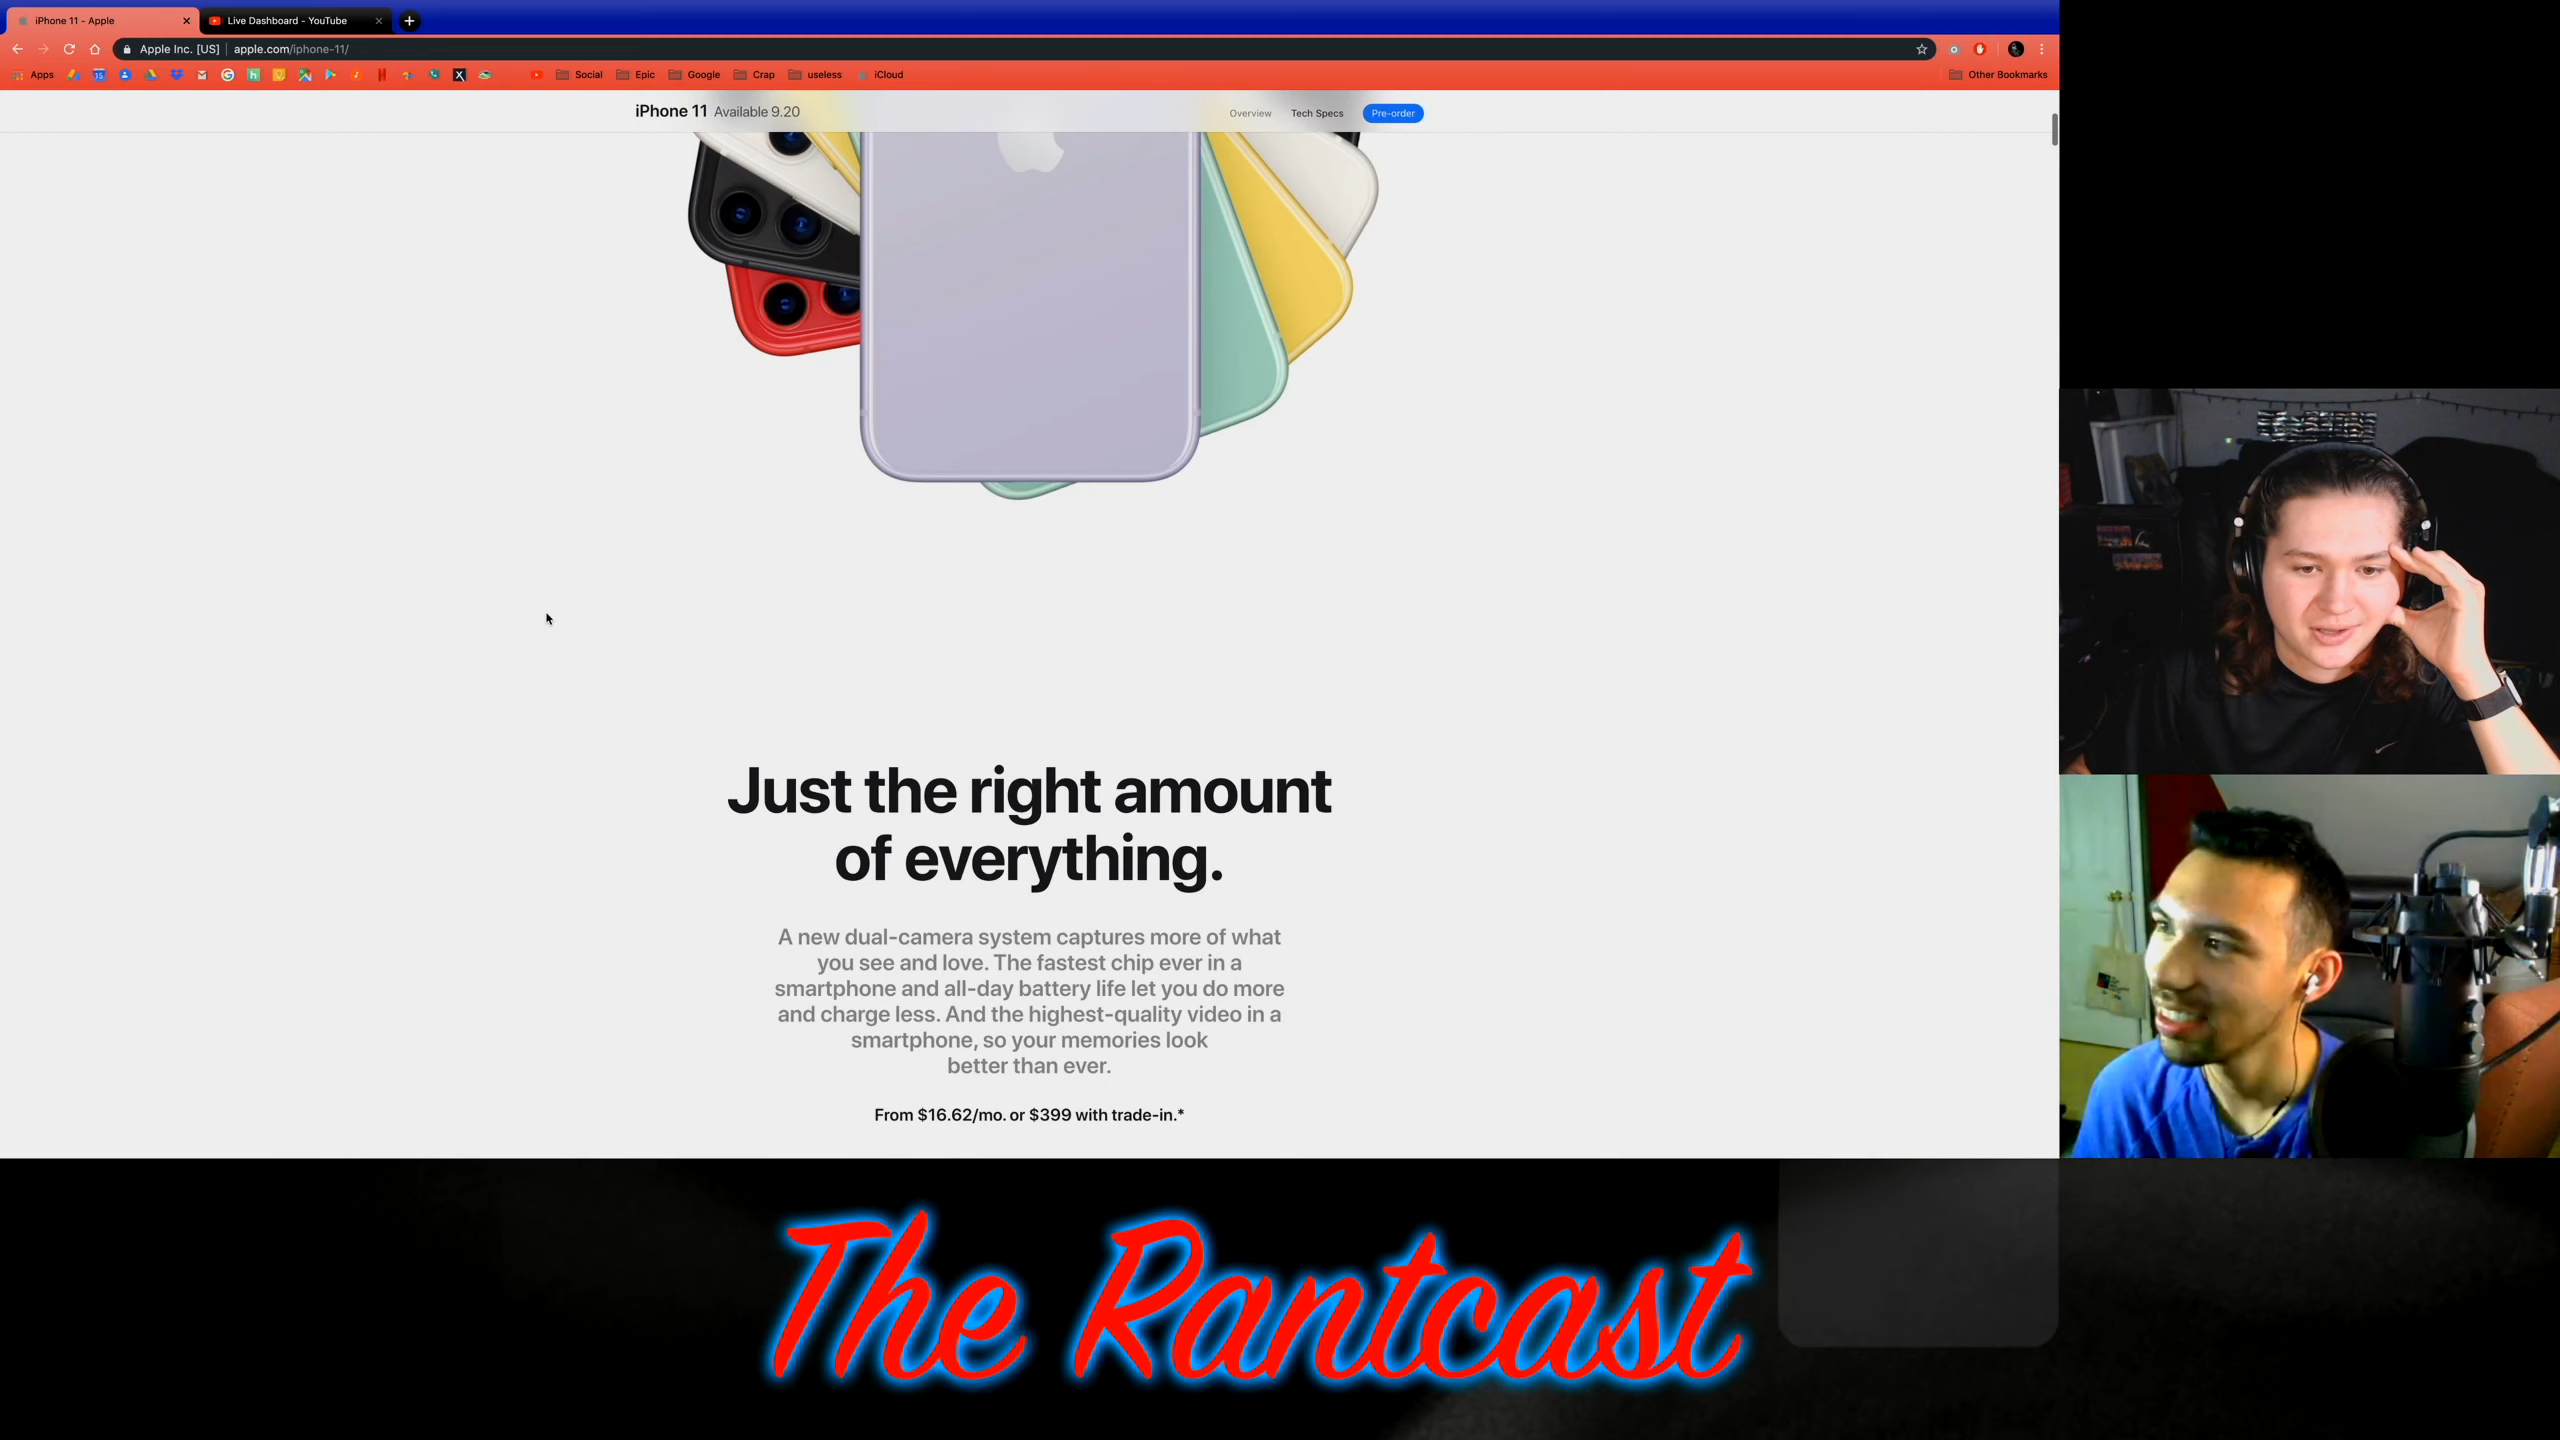 iPhone 11 - Apple
Live Dashboard - YouTube
Apple Inc. [US] | apple.com/iphone-11/
Apps
Social
Epic
Google
Crap
useless
iCloud
Other Bookmarks
iPhone 11 Available 9.20
Overview
Tech Specs
Pre-order
Just the right amount
of everything.
A new dual-camera system captures more of what
you see and love. The fastest chip ever in a
smartphone and all-day battery life let you do more
and charge less. And the highest-quality video in a
smartphone, so your memories look
better than ever.
From $16.62/mo. or $399 with trade-in.*
The Rantcast